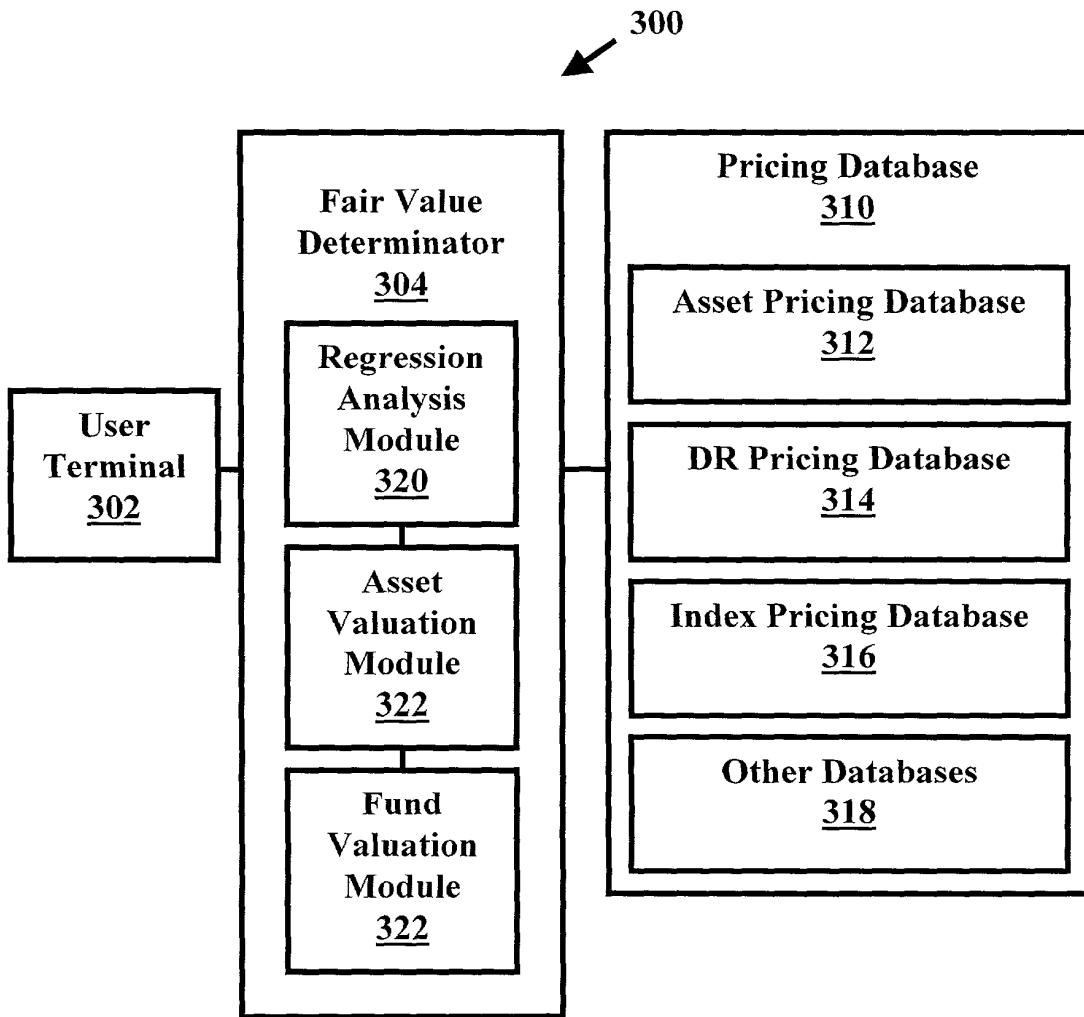 300
User
Terminal
302
Fair Value
Determinator
304
Regression
Analysis
Module
320
Asset
Valuation
Module
322
Fund
Valuation
Module
322
Pricing Database
310
Asset Pricing Database
312
DR Pricing Database
314
Index Pricing Database
316
Other Databases
318